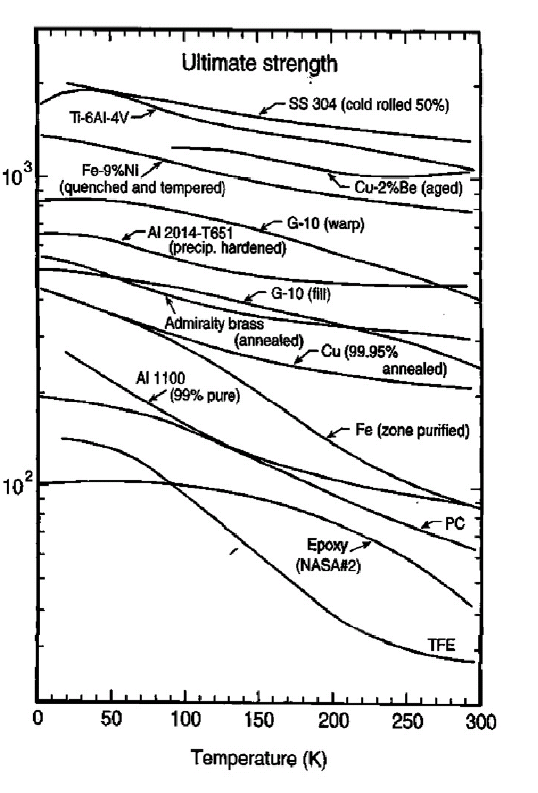 Ultimate strength
SS 304 (cold rolled 50%)
Ti-6Al-4V
10³
Fe-9%Ni
(quenched and tempered)
Cu-2%Be (aged)
G-10 (warp)
Al 2014-T651
(precip. hardened)
G-10 (fill)
Admiralty brass
(annealed)
Cu (99.95%
annealed)
Al 1100
(99% pure)
Fe (zone purified)
10²
PC
Epoxy
(NASA#2)
TFE
0 50 100 150 200 250 300
Temperature (K)